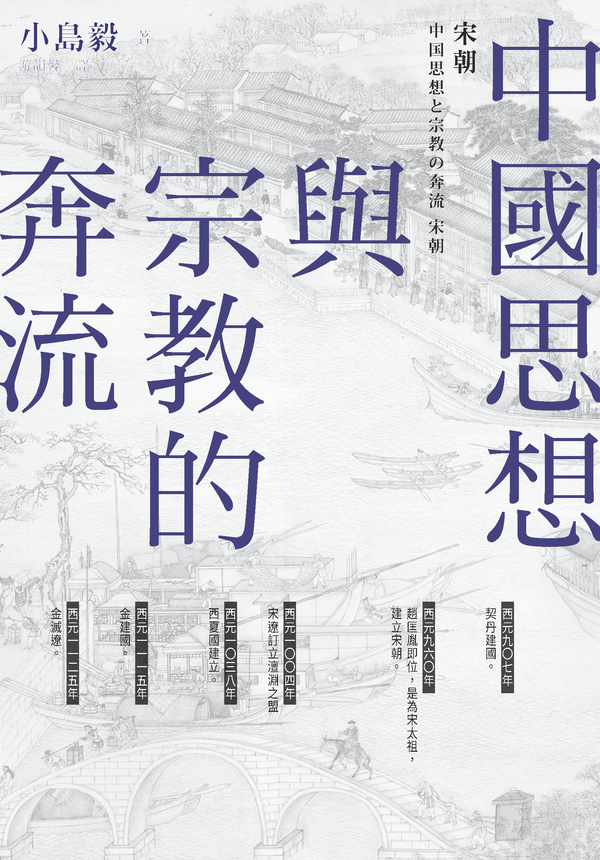 中國思想
與
宗教的
奔流
宋朝
中国思想と宗教の奔流 宋朝
小島毅 著
游韻馨 譯
西元九〇七年
契丹建國。
西元九六〇年
趙匡胤即位，是為宋太祖，
建立宋朝。
西元一〇〇四年
宋遼訂立澶淵之盟
西元一〇三八年
西夏國建立。
西元一一一五年
金建國。
西元一一二五年
金滅遼。